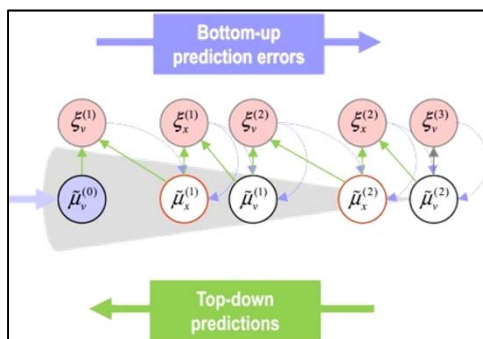 Bottom-up
prediction errors
ξ_v^(1) ξ_x^(1) ξ_v^(2) ξ_x^(2) ξ_v^(3)
μ̃_v^(0) μ̃_x^(1) μ̃_v^(1) μ̃_x^(2) μ̃_v^(2)
Top-down
predictions